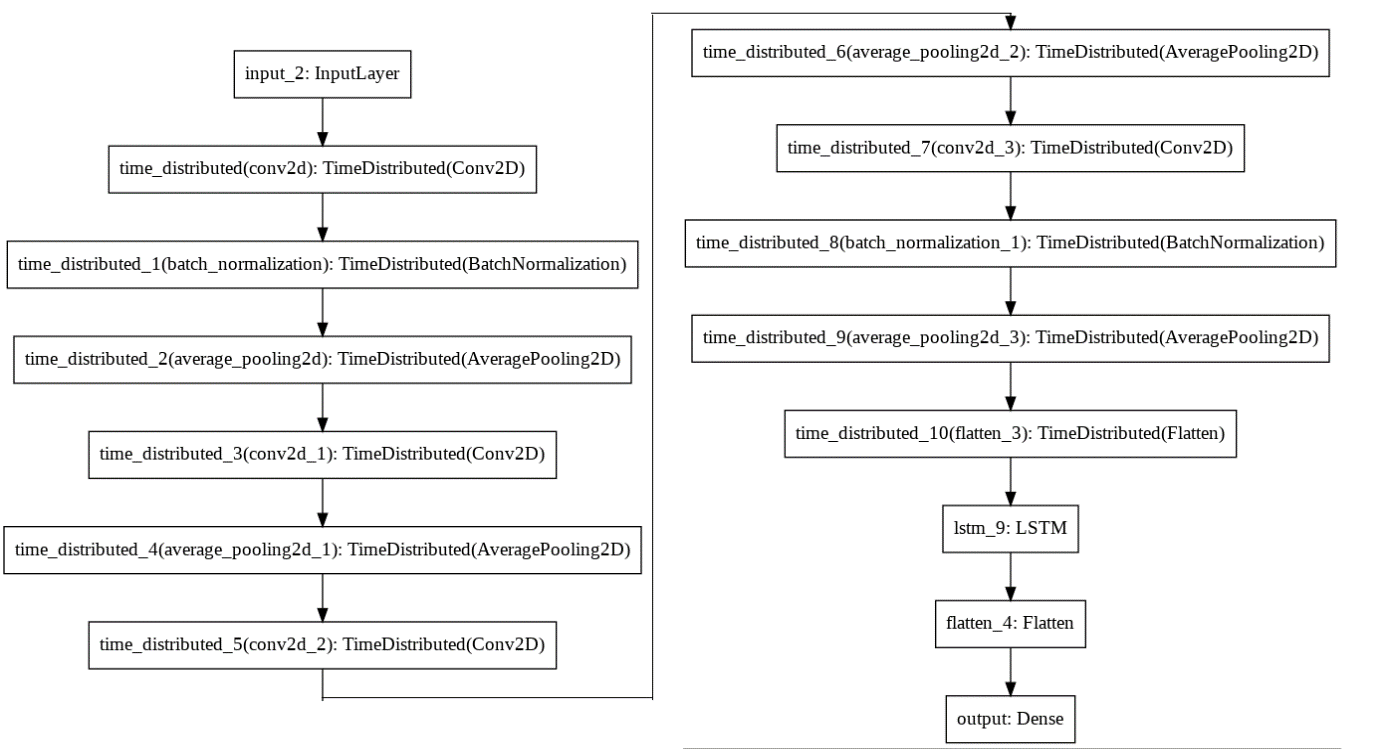 input_2: InputLayer
time_distributed(conv2d): TimeDistributed(Conv2D)
time_distributed_1(batch_normalization): TimeDistributed(BatchNormalization)
time_distributed_2(average_pooling2d): TimeDistributed(AveragePooling2D)
time_distributed_3(conv2d_1): TimeDistributed(Conv2D)
time_distributed_4(average_pooling2d_1): TimeDistributed(AveragePooling2D)
time_distributed_5(conv2d_2): TimeDistributed(Conv2D)
time_distributed_6(average_pooling2d_2): TimeDistributed(AveragePooling2D)
time_distributed_7(conv2d_3): TimeDistributed(Conv2D)
time_distributed_8(batch_normalization_1): TimeDistributed(BatchNormalization)
time_distributed_9(average_pooling2d_3): TimeDistributed(AveragePooling2D)
time_distributed_10(flatten_3): TimeDistributed(Flatten)
lstm_9: LSTM
flatten_4: Flatten
output: Dense